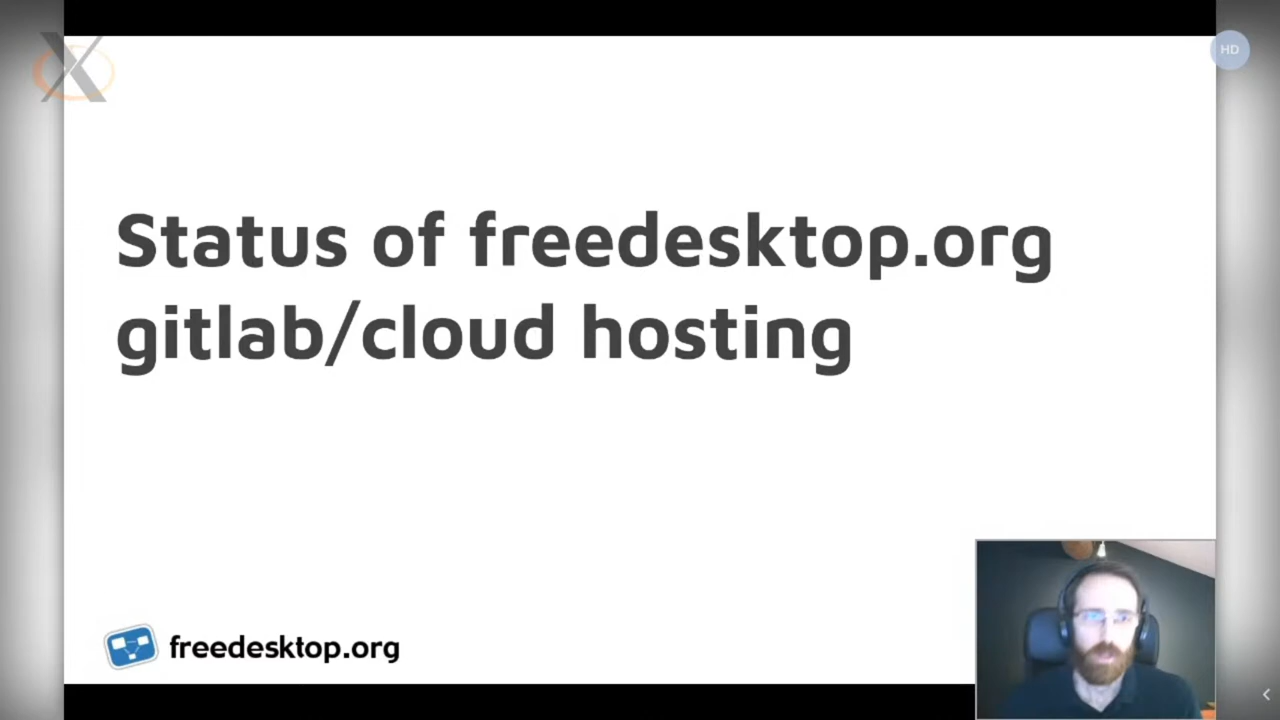 X
HD
Status of freedesktop.org
gitlab/cloud hosting
freedesktop.org